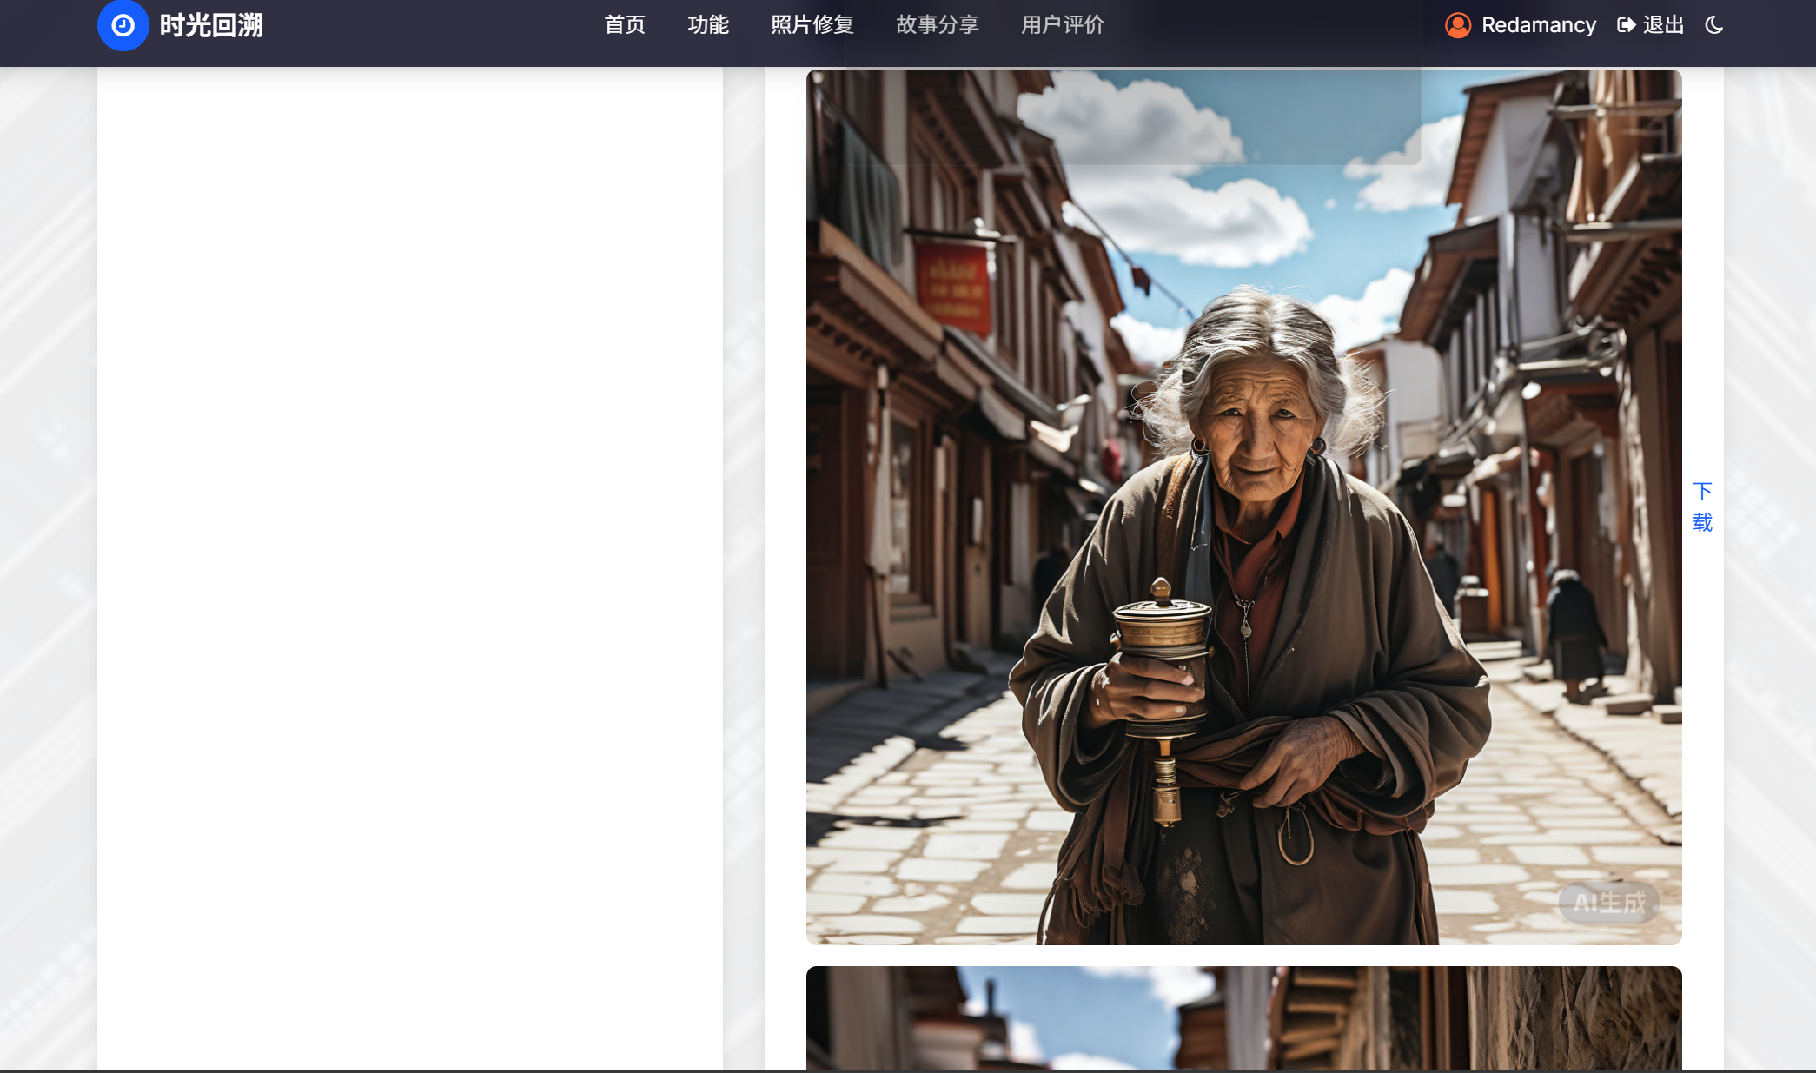 时光回溯
首页 功能 照片修复 故事分享 用户评价
Redamancy 退出
下
载
AI生成